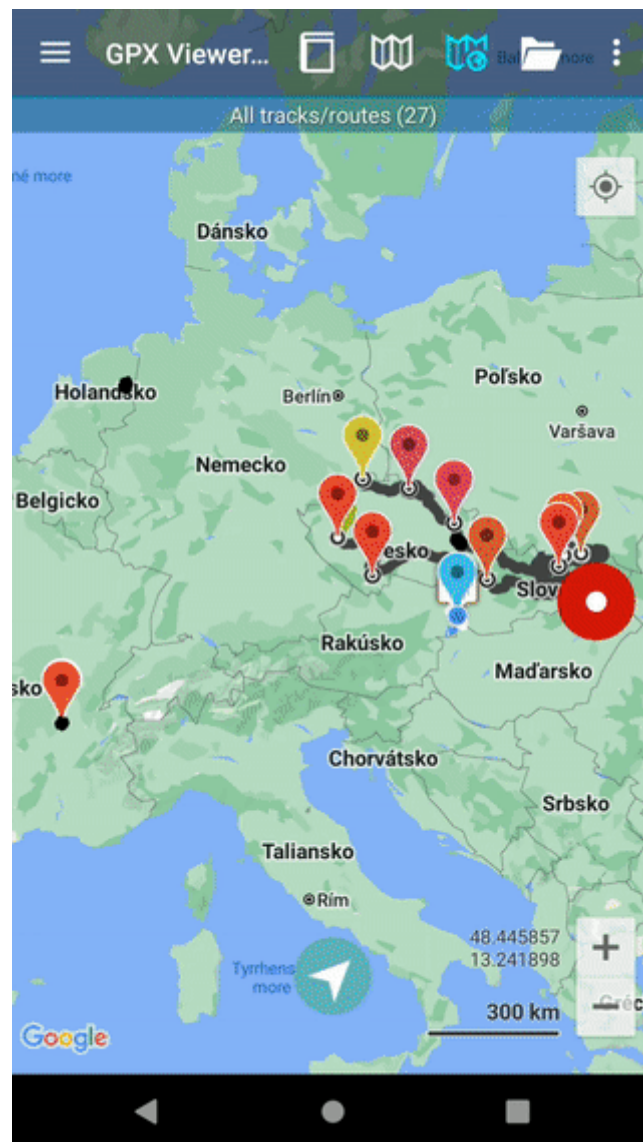 GPX Viewer...
more
All tracks/routes (27)
né more
Dánsko
Holandsko
Berlín
Poľsko
Varšava
Nemecko
Belgicko
esko
Slov
Rakúsko
Maďarsko
sko
Chorvátsko
Srbsko
Taliansko
Rím
48.445857
13.241898
Tyrrhens
more
300 km
Gréc
Google